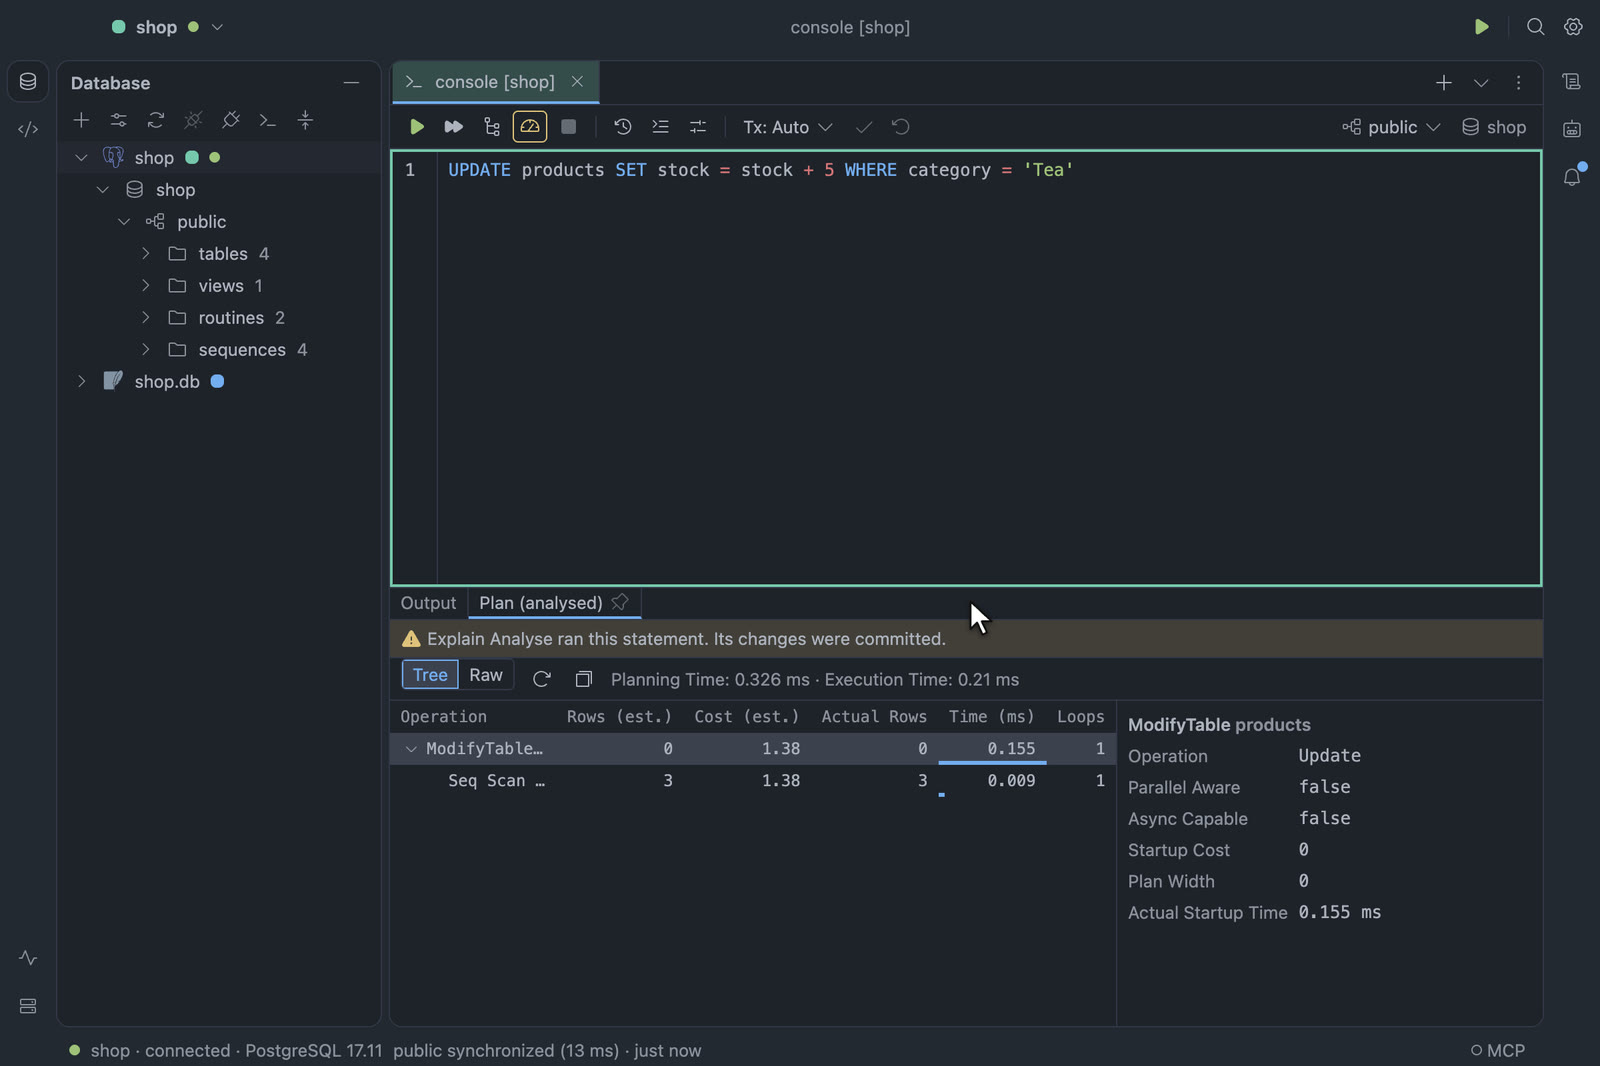 shop
console [shop]
Database
console [shop]
Tx: Auto
public
shop
shop
shop
public
tables 4
views 1
routines 2
sequences 4
shop.db
1 UPDATE products SET stock = stock + 5 WHERE category = 'Tea'
Output
Plan (analysed)
Explain Analyse ran this statement. Its changes were committed.
Tree
Raw
Planning Time: 0.326 ms · Execution Time: 0.21 ms
Operation Rows (est.) Cost (est.) Actual Rows Time (ms) Loops
ModifyTable… 0 1.38 0 0.155 1
Seq Scan … 3 1.38 3 0.009 1
ModifyTable products
Operation Update
Parallel Aware false
Async Capable false
Startup Cost 0
Plan Width 0
Actual Startup Time 0.155 ms
shop · connected · PostgreSQL 17.11 public synchronized (13 ms) · just now
MCP